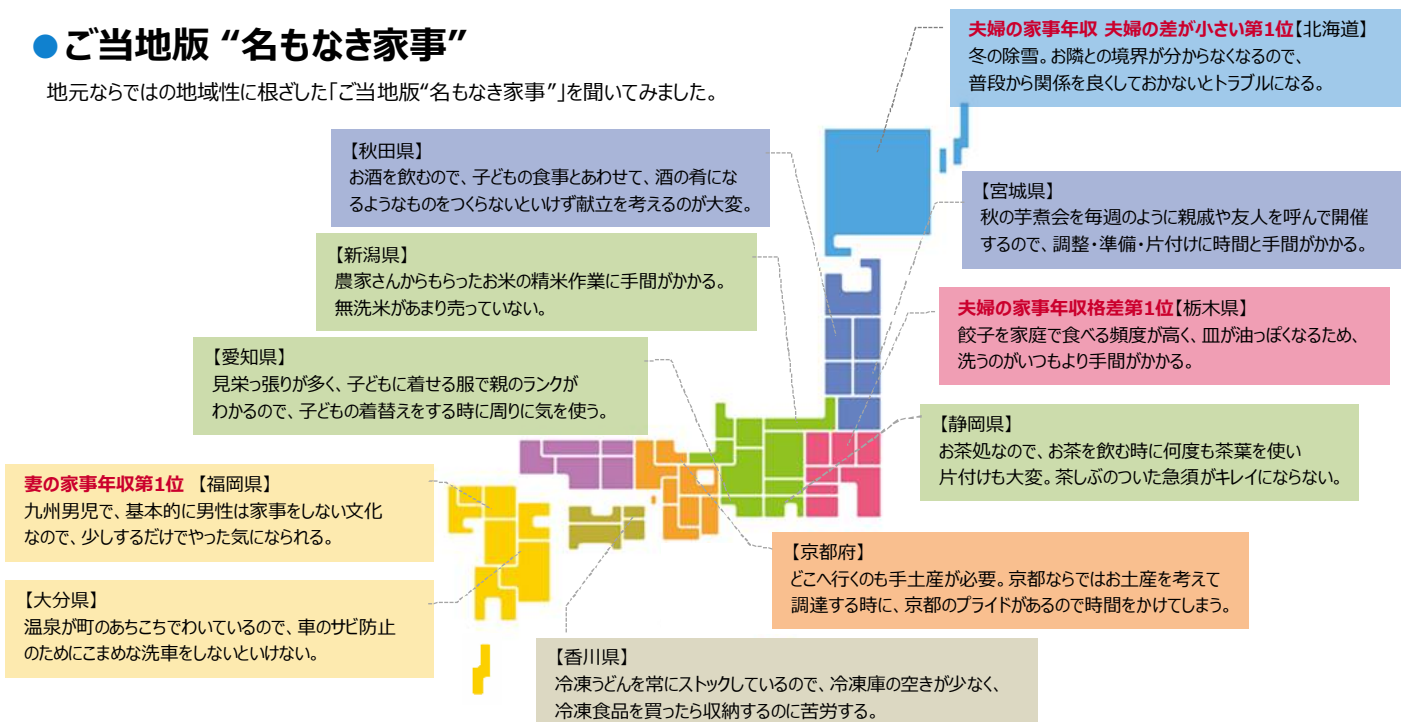 ●ご当地版 “名もなき家事”
地元ならではの地域性に根ざした「ご当地版“名もなき家事”」を聞いてみました。
夫婦の家事年収 夫婦の差が小さい第1位【北海道】
冬の除雪。お隣との境界が分からなくなるので、
普段から関係を良くしておかないとトラブルになる。
【秋田県】
お酒を飲むので、子どもの食事とあわせて、酒の肴にな
るようなものをつくらないといけず献立を考えるのが大変。
【宮城県】
秋の芋煮会を毎週のように親戚や友人を呼んで開催
するので、調整・準備・片付けに時間と手間がかかる。
【新潟県】
農家さんからもらったお米の精米作業に手間がかかる。
無洗米があまり売っていない。
夫婦の家事年収格差第1位【栃木県】
餃子を家庭で食べる頻度が高く、皿が油っぽくなるため、
洗うのがいつもより手間がかかる。
【愛知県】
見栄っ張りが多く、子どもに着せる服で親のランクが
わかるので、子どもの着替えをする時に周りに気を使う。
【静岡県】
お茶処なので、お茶を飲む時に何度も茶葉を使い
片付けも大変。茶しぶのついた急須がキレイにならない。
妻の家事年収第1位 【福岡県】
九州男児で、基本的に男性は家事をしない文化
なので、少しするだけでやった気になられる。
【京都府】
どこへ行くのも手土産が必要。京都ならではお土産を考えて
調達する時に、京都のプライドがあるので時間をかけてしまう。
【大分県】
温泉が町のあちこちでわいているので、車のサビ防止
のためにこまめな洗車をしないといけない。
【香川県】
冷凍うどんを常にストックしているので、冷凍庫の空きが少なく、
冷凍食品を買ったら収納するのに苦労する。